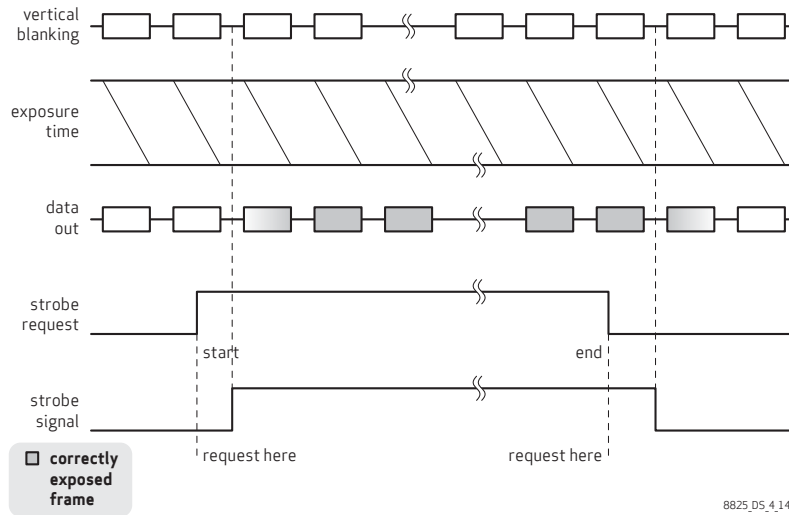 vertical
blanking
exposure
time
data
out
strobe
request
start
end
strobe
signal
request here
request here
correctly
exposed
frame
8825_DS_4_14